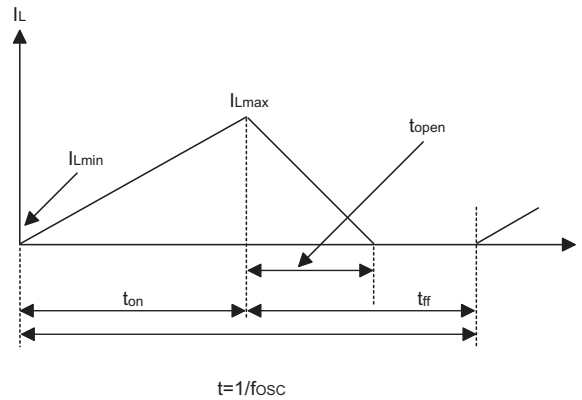 IL
ILmax
topen
ILmin
ton
tff
t=1/fosc